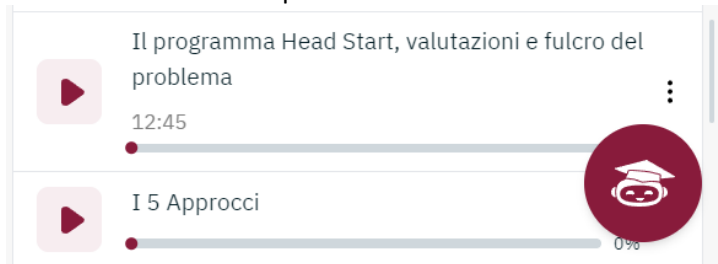 Il programma Head Start, valutazioni e fulcro del
problema
12:45
I 5 Approcci
0%